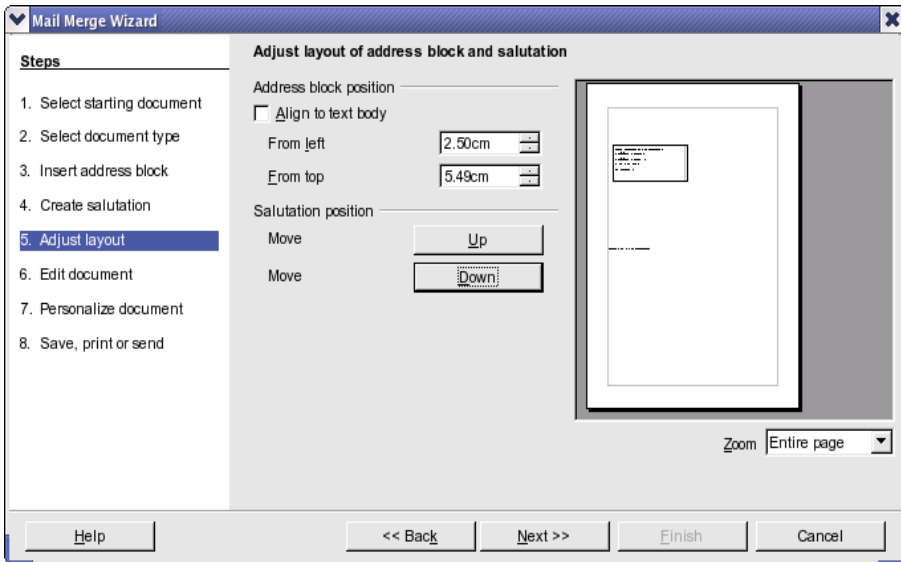 Mail Merge Wizard
Steps
1. Select starting document
2. Select document type
3. Insert address block
4. Create salutation
5. Adjust layout
6. Edit document
7. Personalize document
8. Save, print or send
Adjust layout of address block and salutation
Address block position
Align to text body
From left 2.50cm
From top 5.49cm
Salutation position
Move Up
Move Down
Zoom Entire page
Help << Back Next >> Finish Cancel